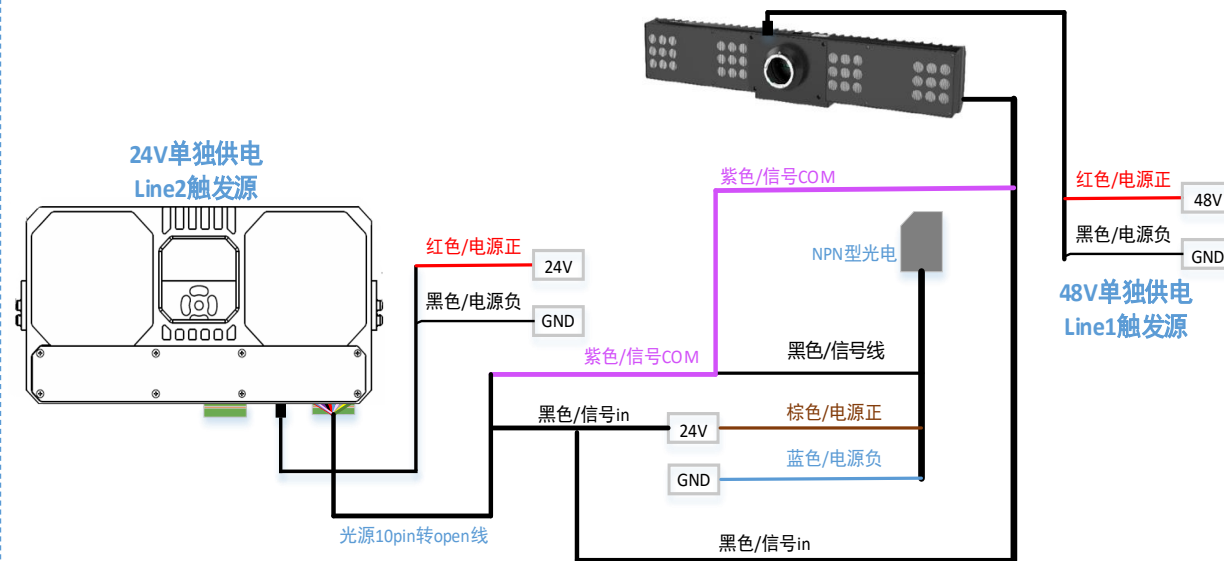 24V单独供电
Line2触发源
红色/电源正
24V
黑色/电源负
GND
紫色/信号COM
NPN型光电
红色/电源正
48V
黑色/电源负
GND
48V单独供电
Line1触发源
紫色/信号COM
黑色/信号线
黑色/信号in
24V
棕色/电源正
GND
蓝色/电源负
光源10pin转open线
黑色/信号in